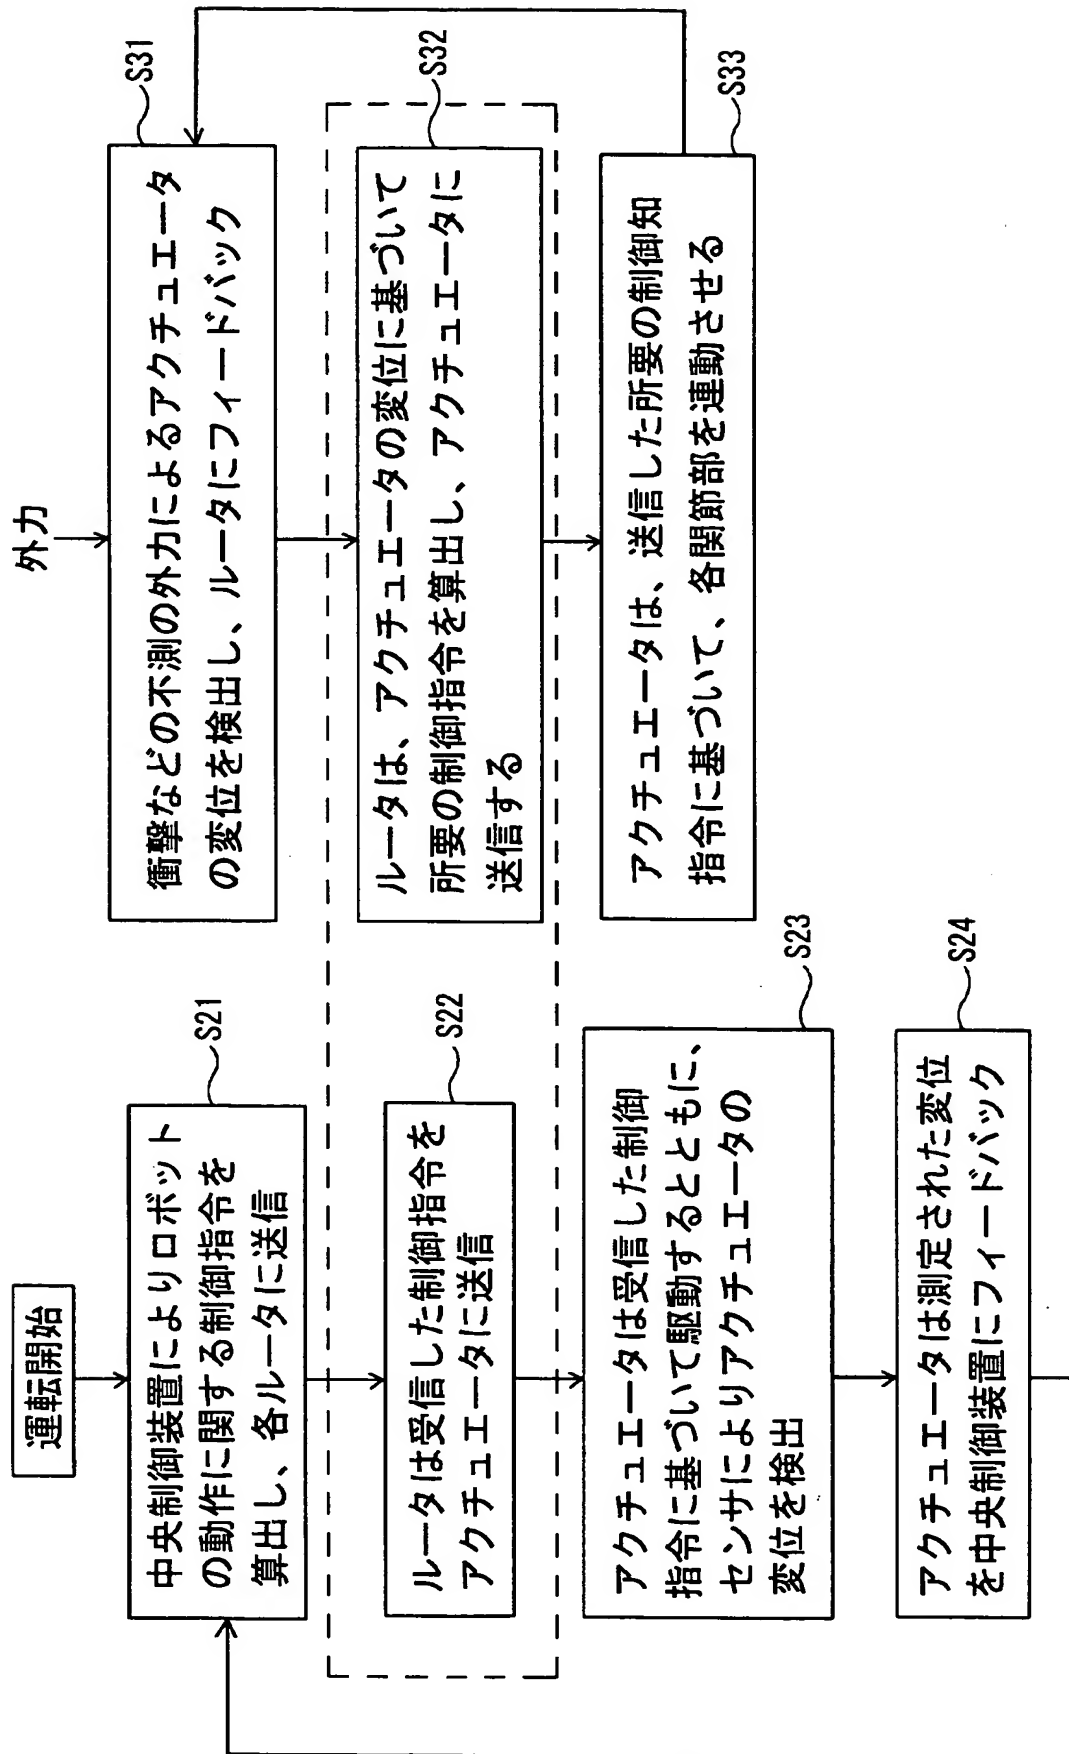 運転開始
中央制御装置によりロボット
の動作に関する制御指令を
算出し、各ルータに送信
S21
ルータは受信した制御指令を
アクチュエータに送信
S22
アクチュエータは受信した制御
指令に基づいて駆動するとともに、
センサによりアクチュエータの
変位を検出
S23
アクチュエータは測定された変位
を中央制御装置にフィードバック
S24
外力
衝撃などの不測の外力によるアクチュエータ
の変位を検出し、ルータにフィードバック
S31
ルータは、アクチュエータの変位に基づいて
所要の制御指令を算出し、アクチュエータに
送信する
S32
アクチュエータは、送信した所要の制御知
指令に基づいて、各関節部を連動させる
S33